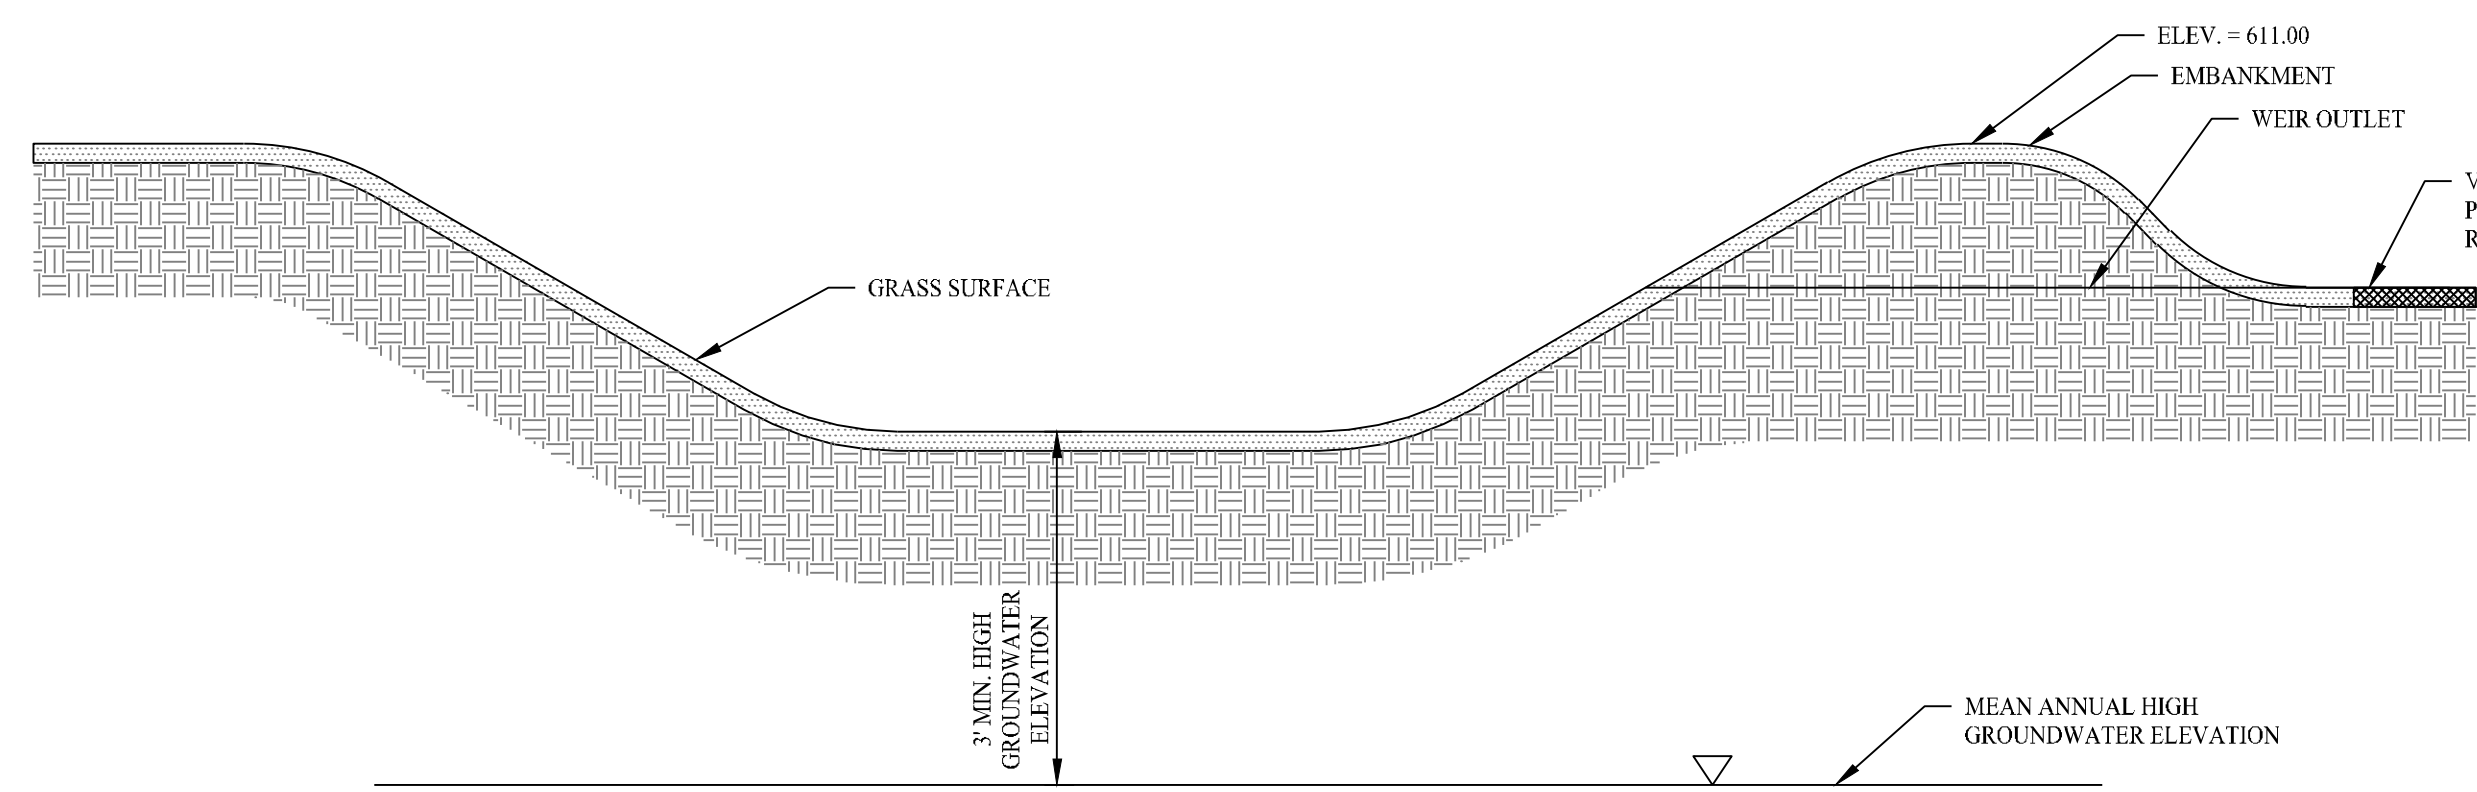 ELEV. = 611.00
EMBANKMENT
WEIR OUTLET
V
P
R
GRASS SURFACE
3' MIN. HIGH
GROUNDWATER
ELEVATION
MEAN ANNUAL HIGH
GROUNDWATER ELEVATION